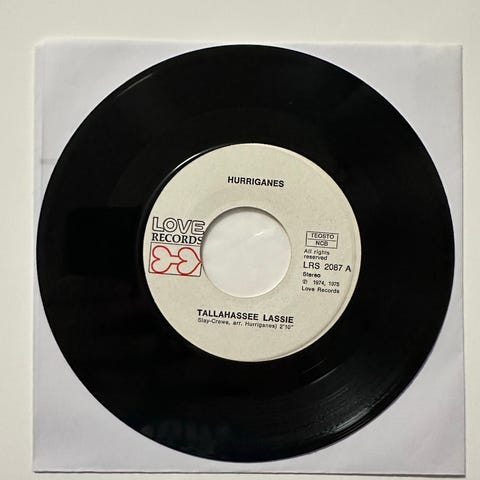 HURRIGANES
LOVE
RECORDS
TEOSTO
NCB
All rights
reserved
LRS 2087 A
Stereo
℗ 1974, 1975
Love Records
TALLAHASSEE LASSIE
Slay-Crewe, arr. Hurriganes) 2'10"